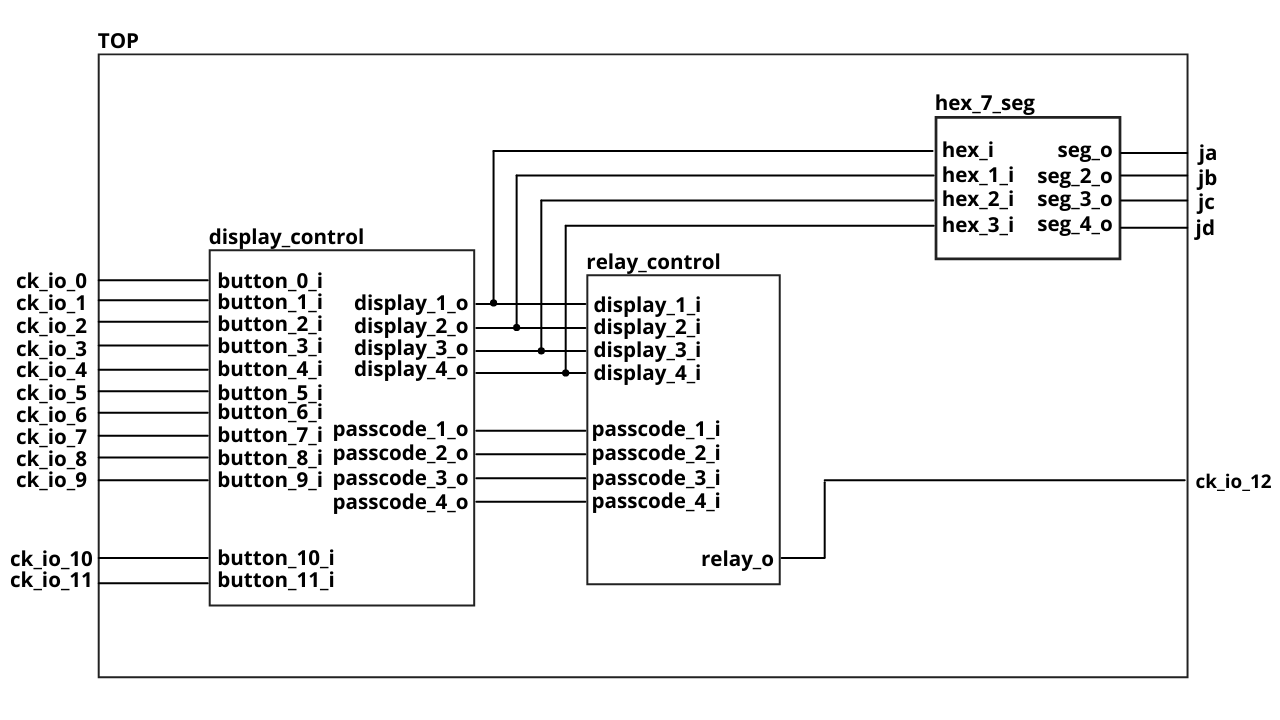 TOP
hex_7_seg
hex_i seg_o ja
hex_1_i seg_2_o jb
hex_2_i seg_3_o jc
hex_3_i seg_4_o jd
display_control
relay_control
ck_io_0 button_0_i
ck_io_1 button_1_i display_1_o display_1_i
ck_io_2 button_2_i display_2_o display_2_i
ck_io_3 button_3_i display_3_o display_3_i
ck_io_4 button_4_i display_4_o display_4_i
ck_io_5 button_5_i
ck_io_6 button_6_i
ck_io_7 button_7_i passcode_1_o passcode_1_i
ck_io_8 button_8_i passcode_2_o passcode_2_i
ck_io_9 button_9_i passcode_3_o passcode_3_i ck_io_12
passcode_4_o passcode_4_i
ck_io_10 button_10_i relay_o
ck_io_11 button_11_i